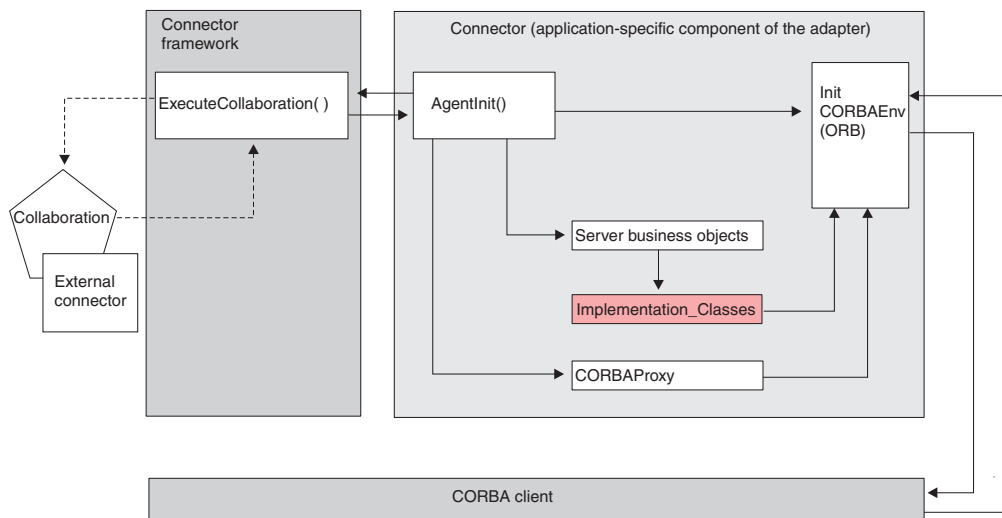 Connector
framework
Connector (application-specific component of the adapter)
ExecuteCollaboration( )
AgentInit()
Init
CORBAEnv
(ORB)
Collaboration
External
connector
Server business objects
Implementation_Classes
CORBAProxy
CORBA client